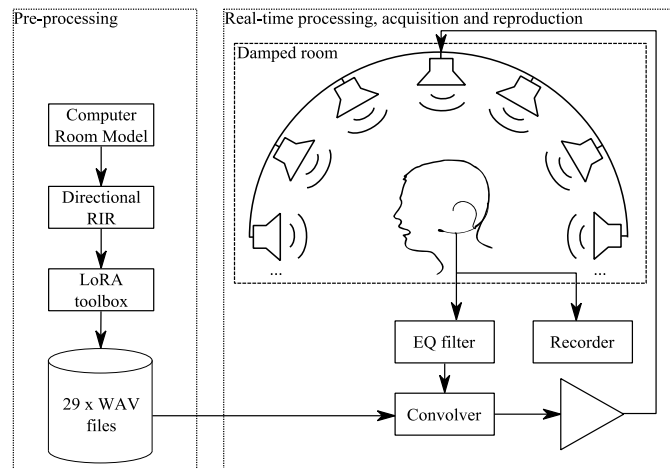 Pre-processing
Real-time processing, acquisition and reproduction
Damped room
Computer
Room Model
Directional
RIR
LoRA
toolbox
29 x WAV
files
...
...
EQ filter
Recorder
Convolver